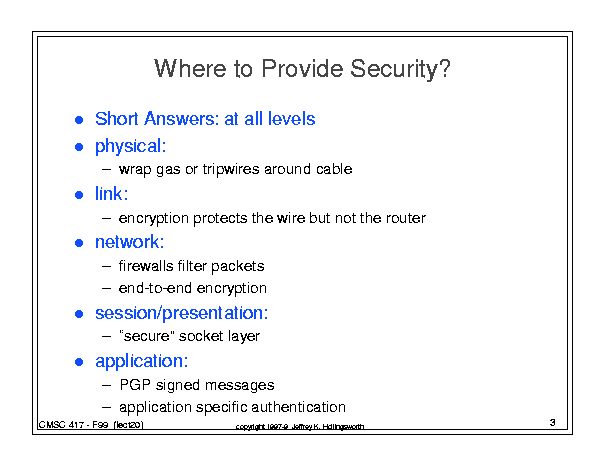 Where to Provide Security?
● Short Answers: at all levels
● physical:
– wrap gas or tripwires around cable
● link:
– encryption protects the wire but not the router
● network:
– firewalls filter packets
– end-to-end encryption
● session/presentation:
– “secure” socket layer
● application:
– PGP signed messages
– application specific authentication
CMSC 417 - F99 (lect20)
copyright 1997-9 Jeffrey K. Hollingsworth
3